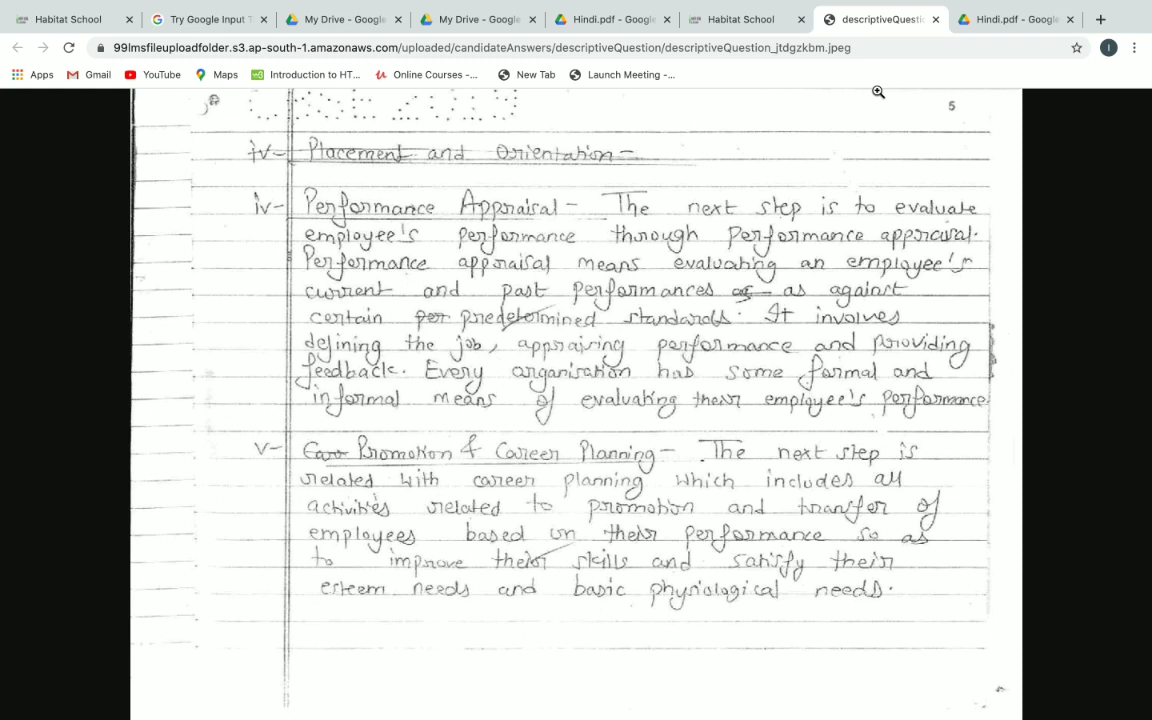 Habitat School
Try Google Input T
My Drive - Google
My Drive - Google
Hindi.pdf - Google
Habitat School
descriptiveQuesti
Hindi.pdf - Google
99lmsfileuploadfolder.s3.ap-south-1.amazonaws.com/uploaded/candidateAnswers/descriptiveQuestion/descriptiveQuestion_jtdgzkbm.jpeg
I
Apps
Gmail
YouTube
Maps
Introduction to HT...
Online Courses -...
New Tab
Launch Meeting -...
5
iv- Placement and Orientation -
iv- Performance Appraisal - The next step is to evaluate
employee's performance through performance appraisal.
Performance appraisal means evaluating an employee's
current and past performances as as against
certain per predetermined standards. It involves
defining the job, appraising performance and providing
feedback. Every organisation has some formal and
informal means of evaluating their employee's performance.
v- Car Promotion & Career Planning - The next step is
related with career planning which includes all
activities related to promotion and transfer of
employees based on their performance so as
to improve their skills and satisfy their
esteem needs and basic physiological needs.